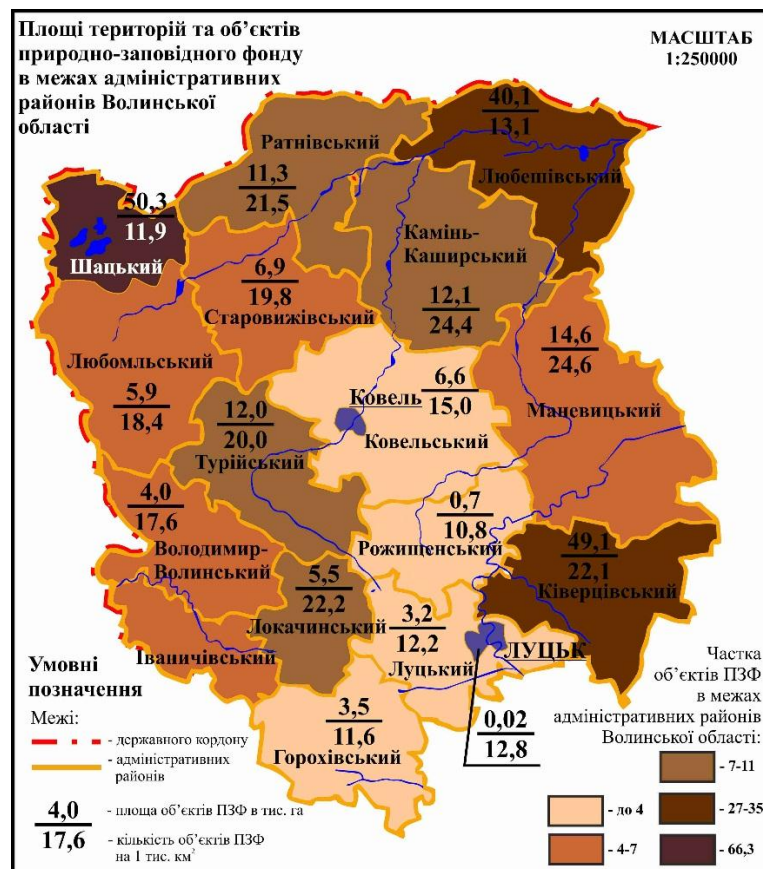 Площі територій та об’єктів
природно-заповідного фонду
в межах адміністративних
районів Волинської
області
МАСШТАБ
1:250000
40,1
13,1
Любешівський
Ратнівський
11,3
21,5
50,3
11,9
Шацький
Камінь-
Каширський
12,1
24,4
6,9
19,8
Старовижівський
14,6
24,6
Маневицький
Любомльський
5,9
18,4
6,6
15,0
Ковель
Ковельський
12,0
20,0
Турійський
4,0
17,6
Володимир-
Волинський
0,7
10,8
Рожищенський
49,1
22,1
Ківерцівський
5,5
22,2
Локачинський
3,2
12,2
Луцький
ЛУЦЬК
Іваничівський
0,02
12,8
3,5
11,6
Горохівський
Умовні
позначення
Межі:
- державного кордону
- адміністративних
районів
4,0
- площа об’єктів ПЗФ в тис. га
17,6
- кількість об’єктів ПЗФ
на 1 тис. км²
Частка
об’єктів ПЗФ
в межах
адміністративних районів
Волинської області:
- до 4
- 4-7
- 7-11
- 27-35
- 66,3